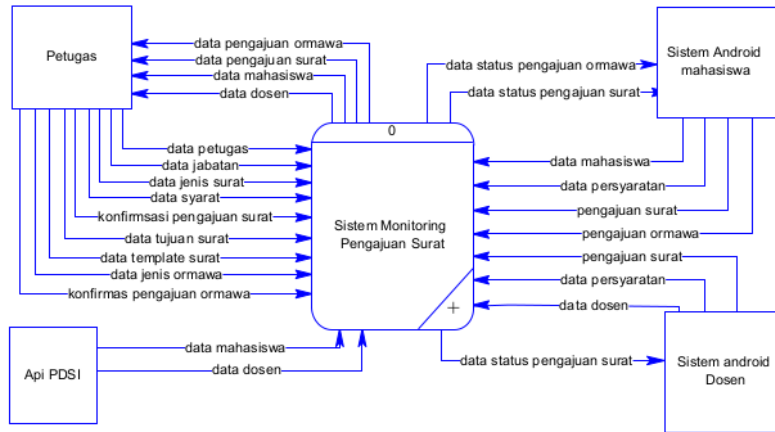 Petugas
data pengajuan ormawa
data pengajuan surat
data mahasiswa
data dosen
data petugas
data jabatan
data jenis surat
data syarat
konfirmsasi pengajuan surat
data tujuan surat
data template surat
data jenis ormawa
konfirmas pengajuan ormawa
0
Sistem Monitoring
Pengajuan Surat
+
Sistem Android
mahasiswa
data status pengajuan ormawa
data status pengajuan surat
data mahasiswa
data persyaratan
pengajuan surat
pengajuan ormawa
pengajuan surat
data persyaratan
data dosen
data status pengajuan surat
Sistem android
Dosen
Api PDSI
data mahasiswa
data dosen